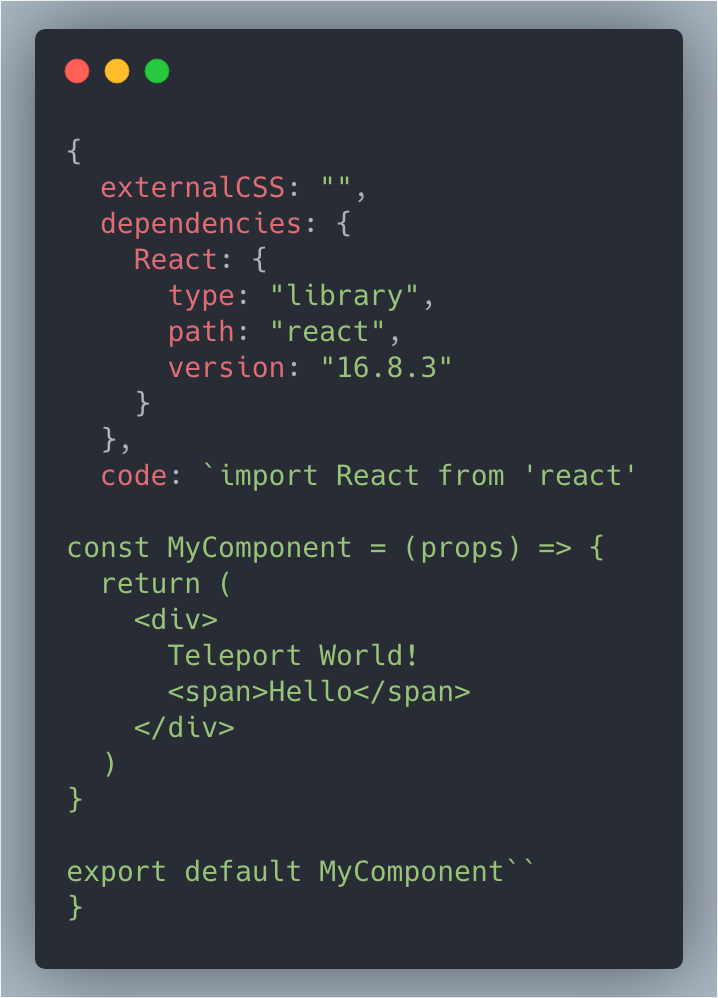 {
  externalCSS: "",
  dependencies: {
    React: {
      type: "library",
      path: "react",
      version: "16.8.3"
    }
  },
  code: `import React from 'react'

const MyComponent = (props) => {
  return (
    <div>
      Teleport World!
      <span>Hello</span>
    </div>
  )
}

export default MyComponent``
}